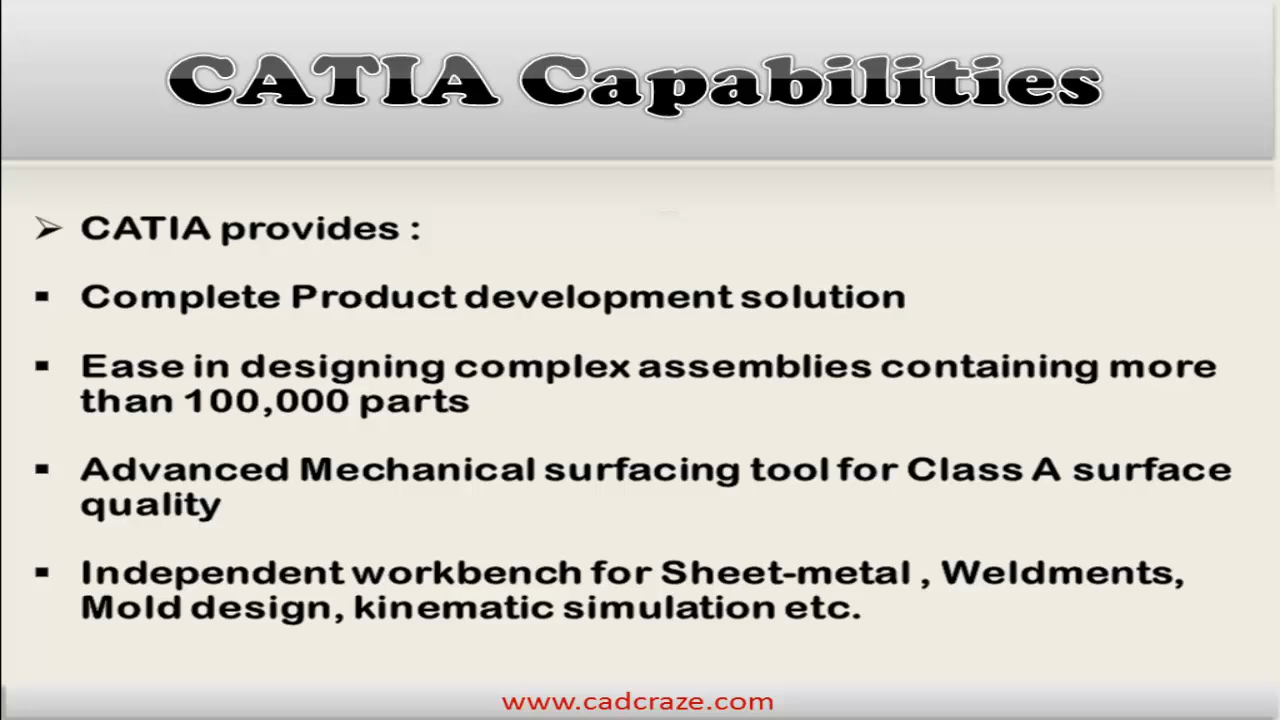 CATIA Capabilities
➢ CATIA provides :
▪ Complete Product development solution
▪ Ease in designing complex assemblies containing more
than 100,000 parts
▪ Advanced Mechanical surfacing tool for Class A surface
quality
▪ Independent workbench for Sheet-metal , Weldments,
Mold design, kinematic simulation etc.
www.cadcraze.com